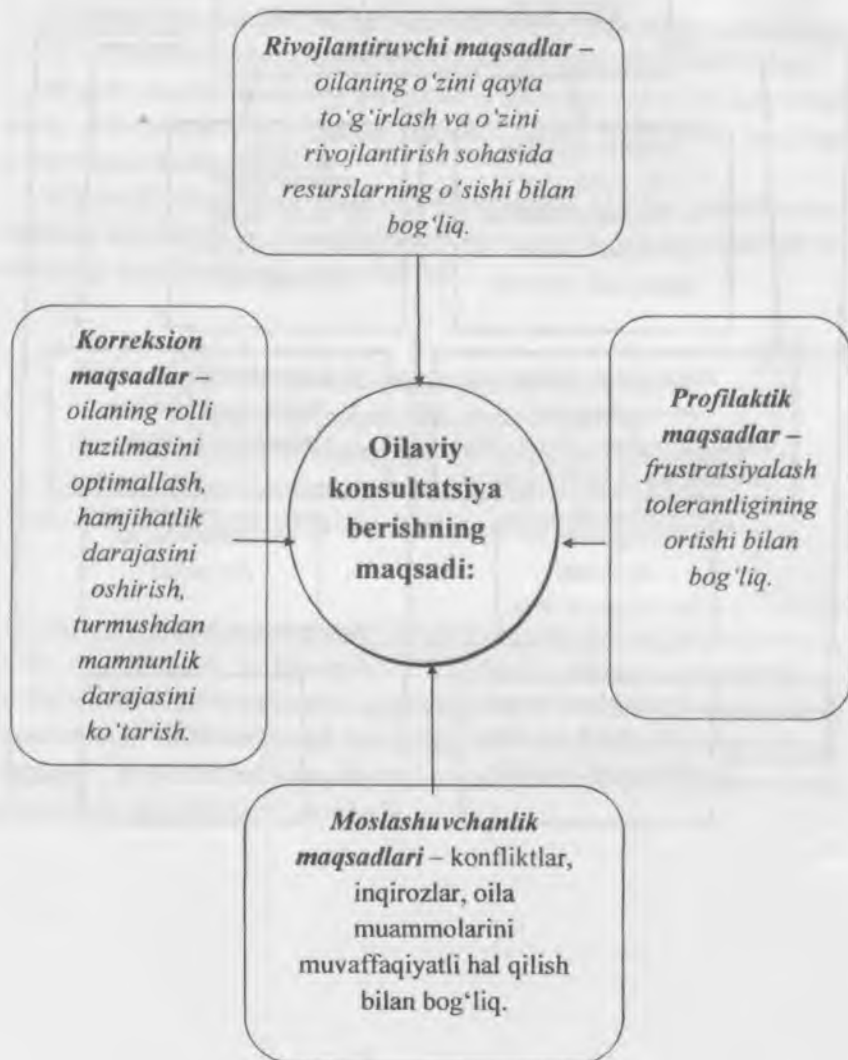 Rivojlantiruvchi maqsadlar –
oilaning o‘zini qayta
to‘g‘irlash va o‘zini
rivojlantirish sohasida
resurslarning o‘sishi bilan
bog‘liq.
Korreksion
maqsadlar –
oilaning rolli
tuzilmasini
optimallash,
hamjihatlik
darajasini
oshirish,
turmushdan
mamnunlik
darajasini
ko‘tarish.
Oilaviy
konsultatsiya
berishning
maqsadi:
Profilaktik
maqsadlar –
frustratsiyalash
tolerantligining
ortishi bilan
bog‘liq.
Moslashuvchanlik
maqsadlari – konfliktlar,
inqirozlar, oila
muammolarini
muvaffaqiyatli hal qilish
bilan bog‘liq.